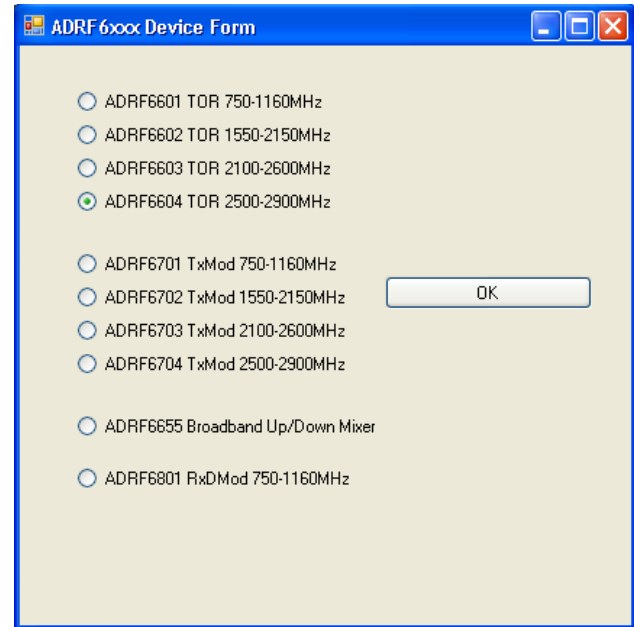 ADRF6xxx Device Form
ADRF6601 TOR 750-1160MHz
ADRF6602 TOR 1550-2150MHz
ADRF6603 TOR 2100-2600MHz
ADRF6604 TOR 2500-2900MHz
ADRF6701 TxMod 750-1160MHz
ADRF6702 TxMod 1550-2150MHz
OK
ADRF6703 TxMod 2100-2600MHz
ADRF6704 TxMod 2500-2900MHz
ADRF6655 Broadband Up/Down Mixer
ADRF6801 RxDMod 750-1160MHz